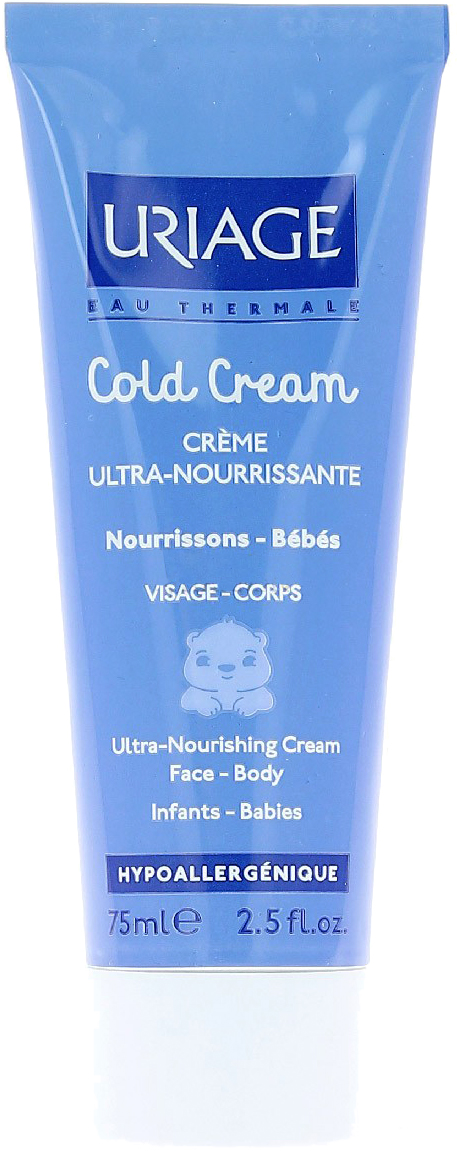 URIAGE
EAU THERMALE
Cold Cream
CRÈME
ULTRA-NOURRISSANTE
Nourrissons - Bébés
VISAGE - CORPS
Ultra-Nourishing Cream
Face - Body
Infants - Babies
HYPOALLERGÉNIQUE
75ml℮ 2.5 fl.oz.